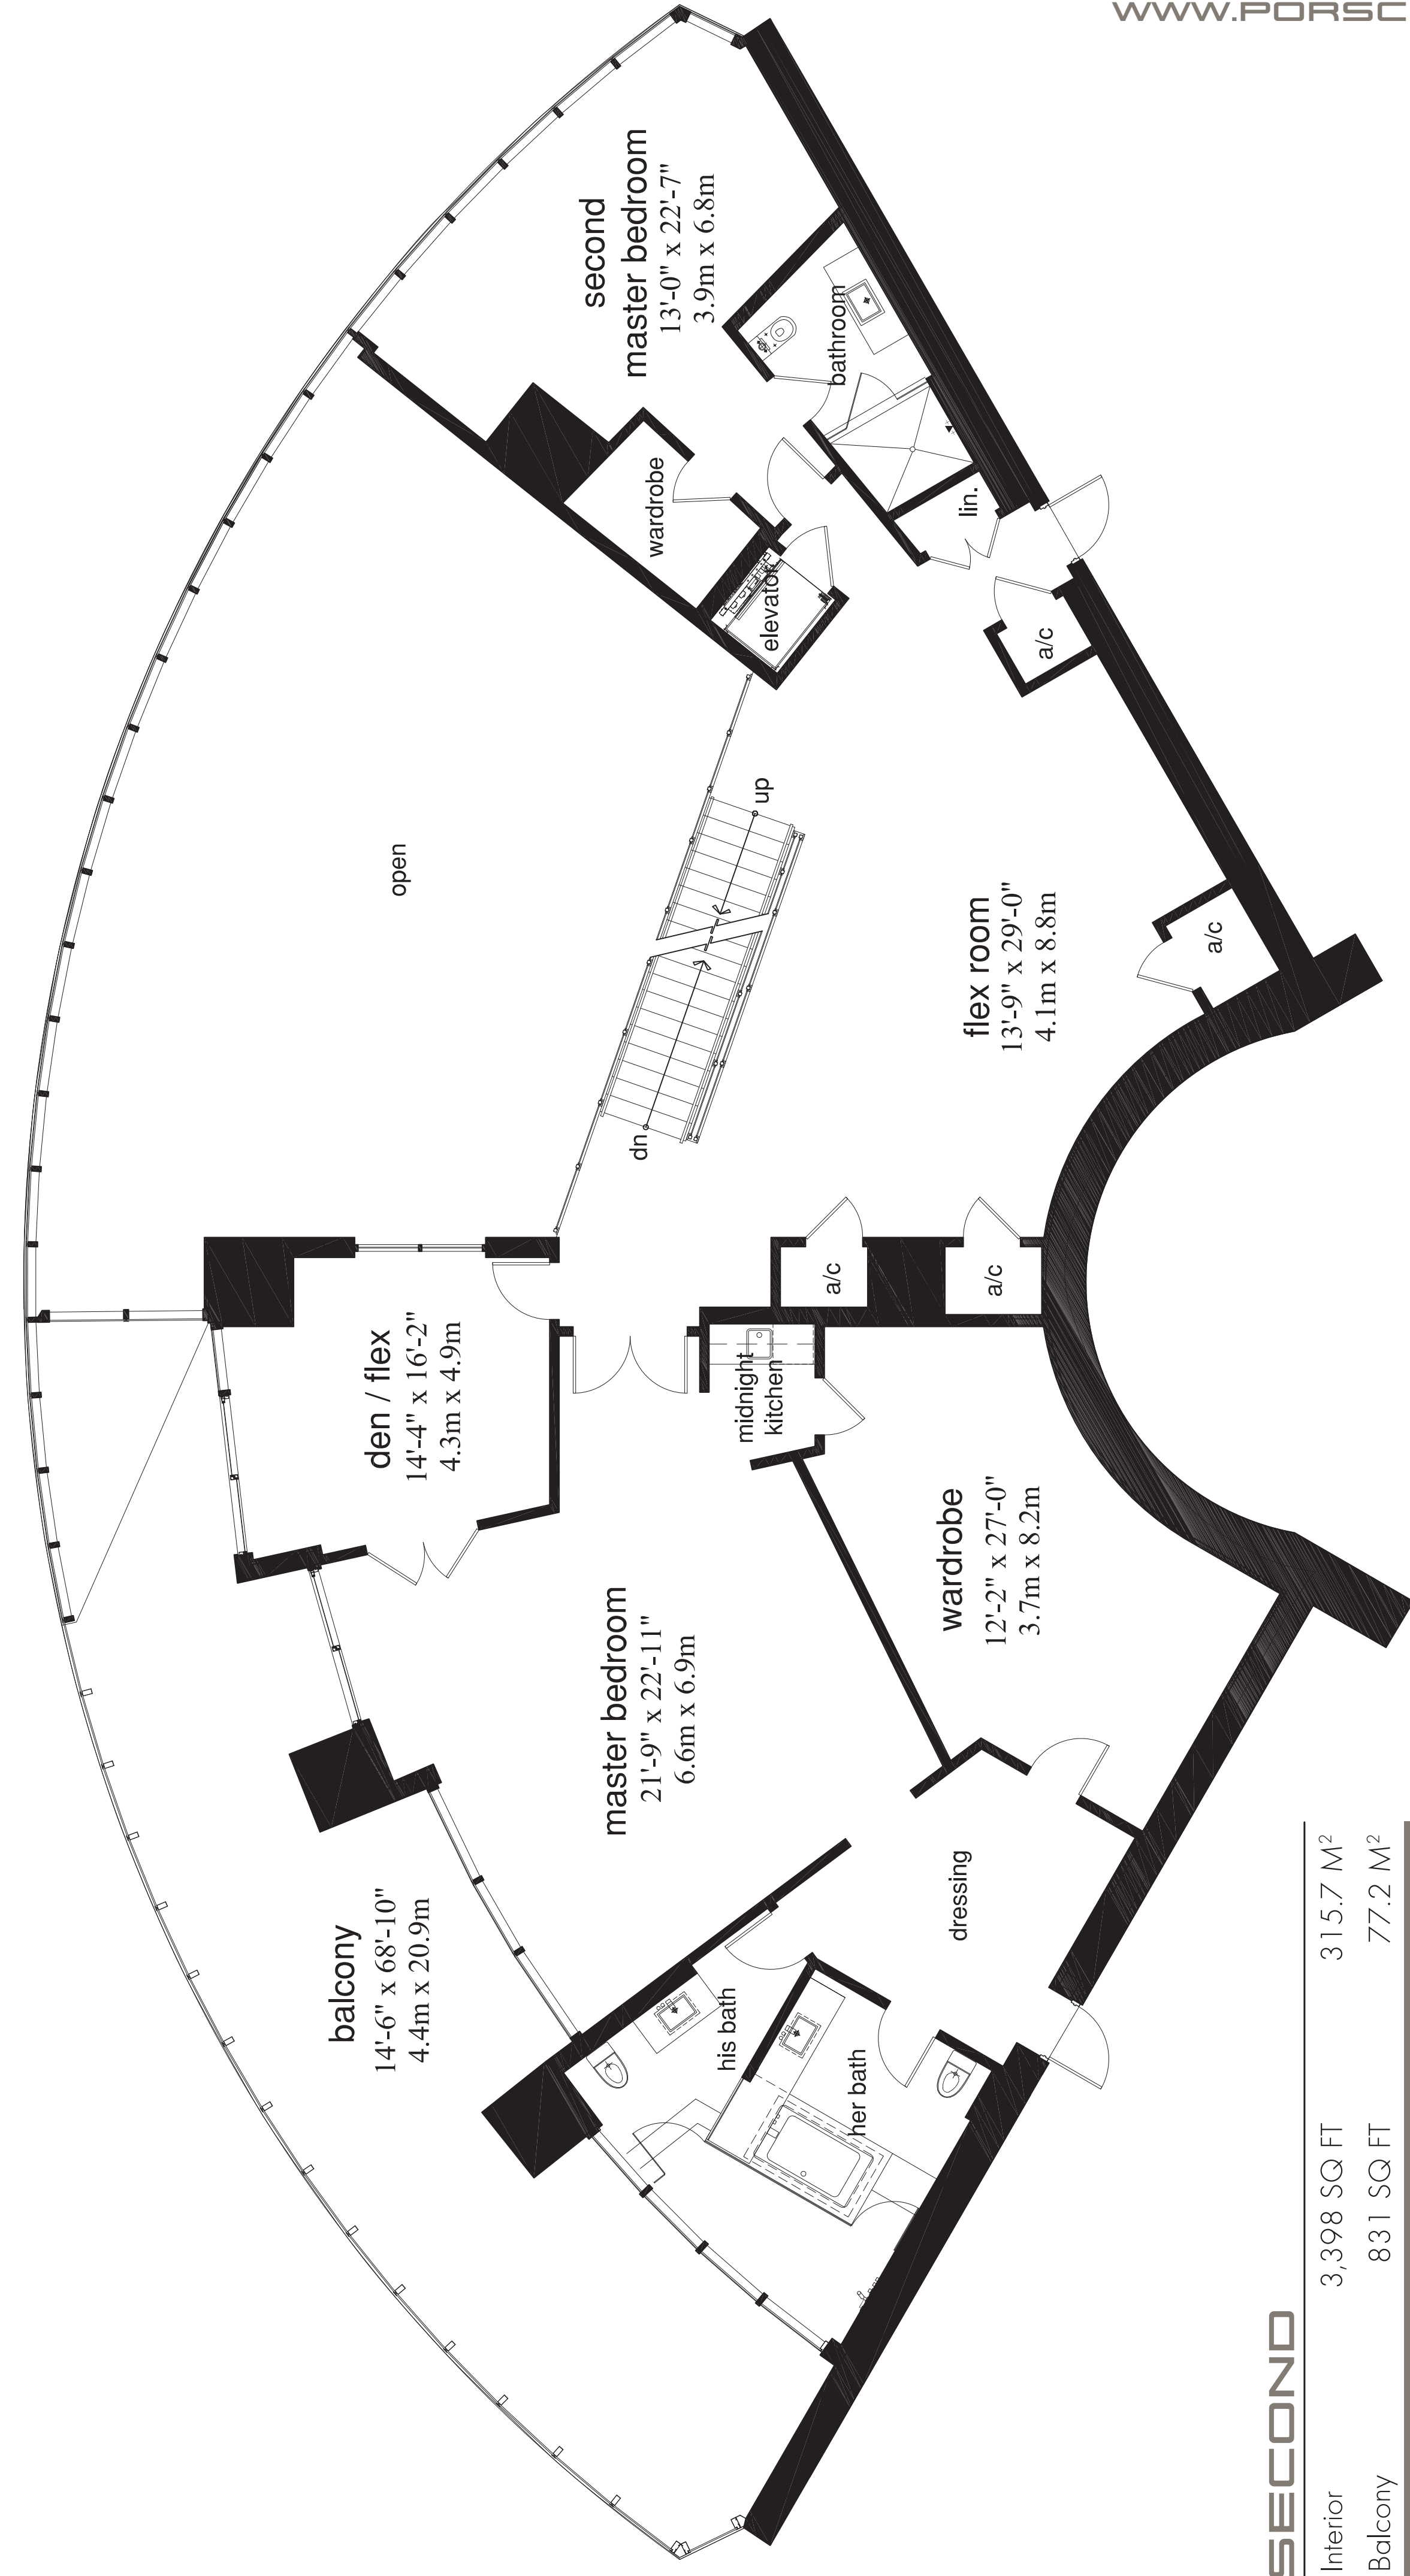 WWW.PORSC
second
master bedroom
13'-0" x 22'-7"
3.9m x 6.8m
bathroom
wardrobe
elevator
lin.
a/c
open
up
dn
flex room
13'-9" x 29'-0"
4.1m x 8.8m
a/c
a/c
a/c
den / flex
14'-4" x 16'-2"
4.3m x 4.9m
midnight
kitchen
wardrobe
12'-2" x 27'-0"
3.7m x 8.2m
master bedroom
21'-9" x 22'-11"
6.6m x 6.9m
balcony
14'-6" x 68'-10"
4.4m x 20.9m
dressing
his bath
her bath
SECOND
Interior 3,398 SQ FT 315.7 M²
Balcony 831 SQ FT 77.2 M²